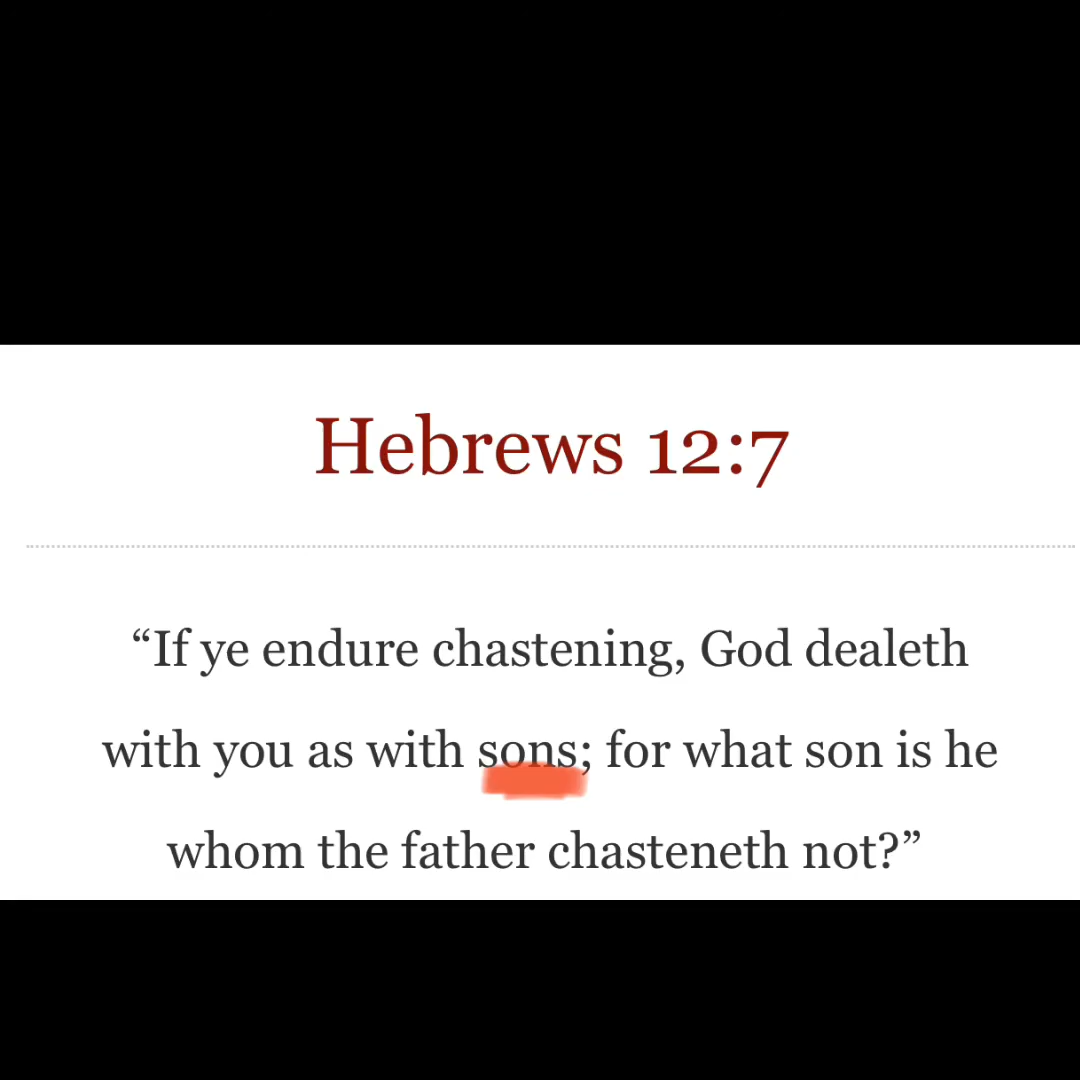 Hebrews 12:7
“If ye endure chastening, God dealeth
with you as with sons; for what son is he
whom the father chasteneth not?”